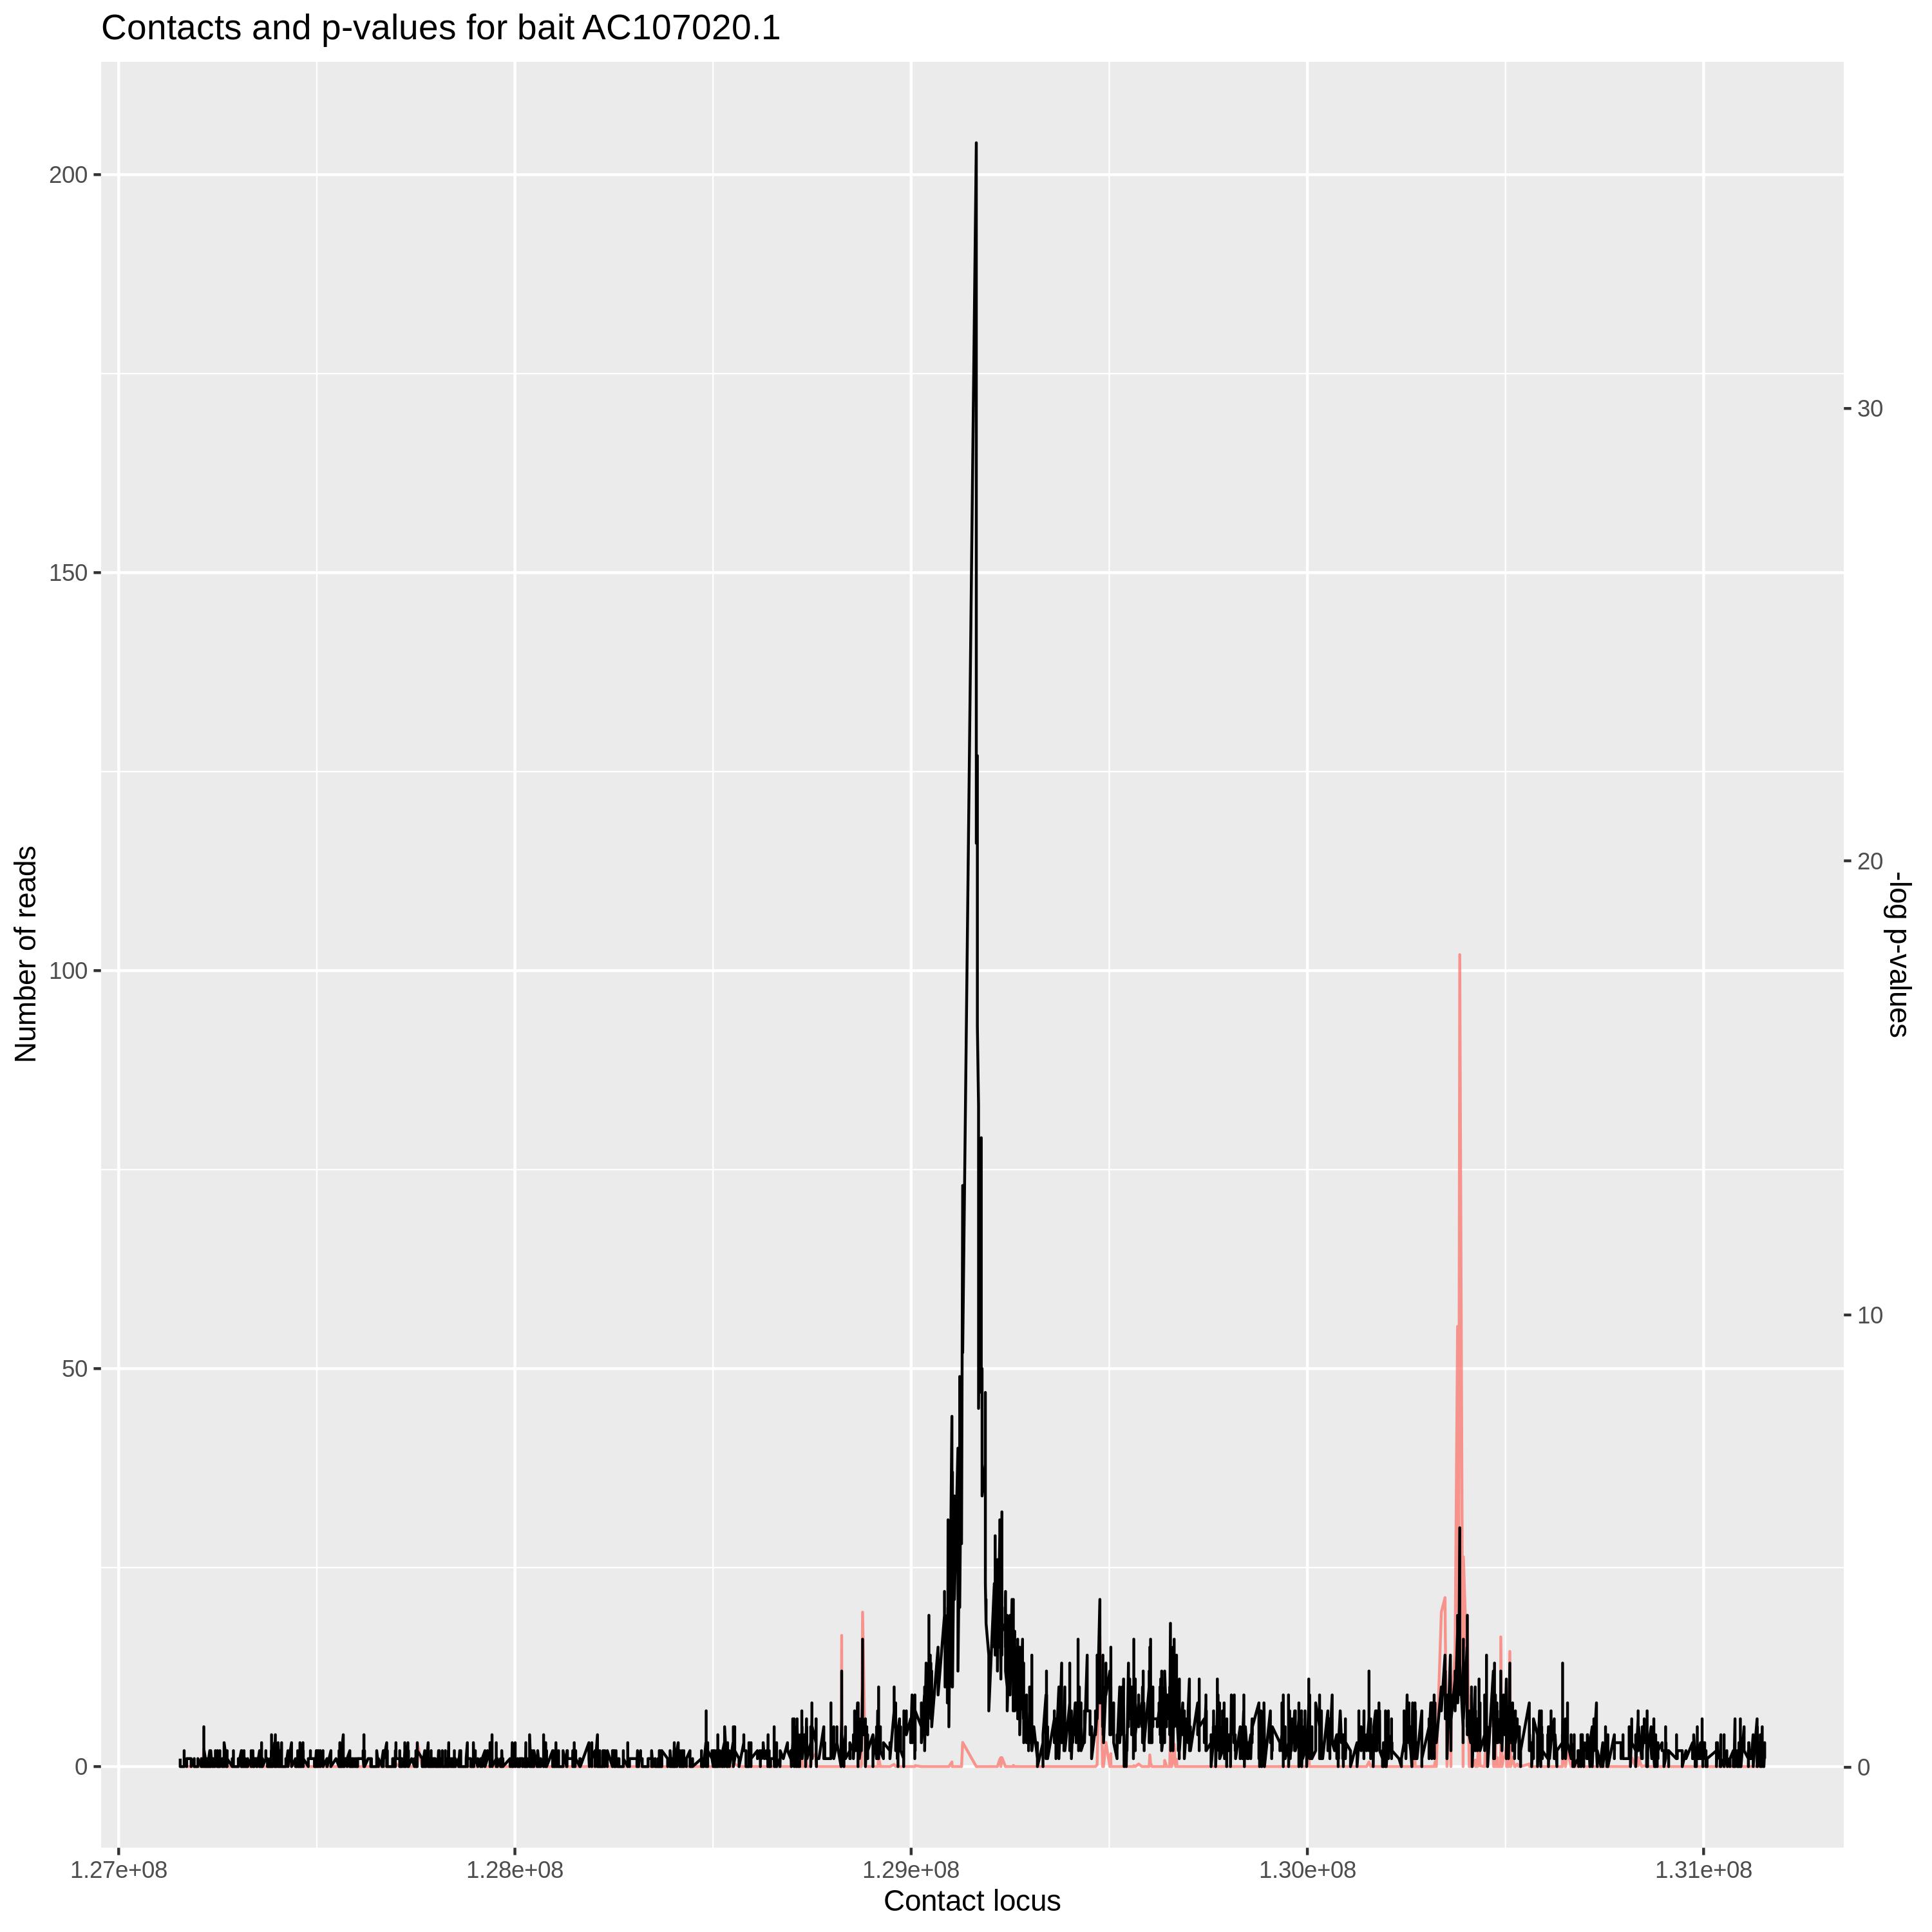 Contacts and p-values for bait AC107020.1
Number of reads
200
150
100
50
0
30
20
10
0
-log p-values
1.27e+08 1.28e+08 1.29e+08 1.30e+08 1.31e+08
Contact locus